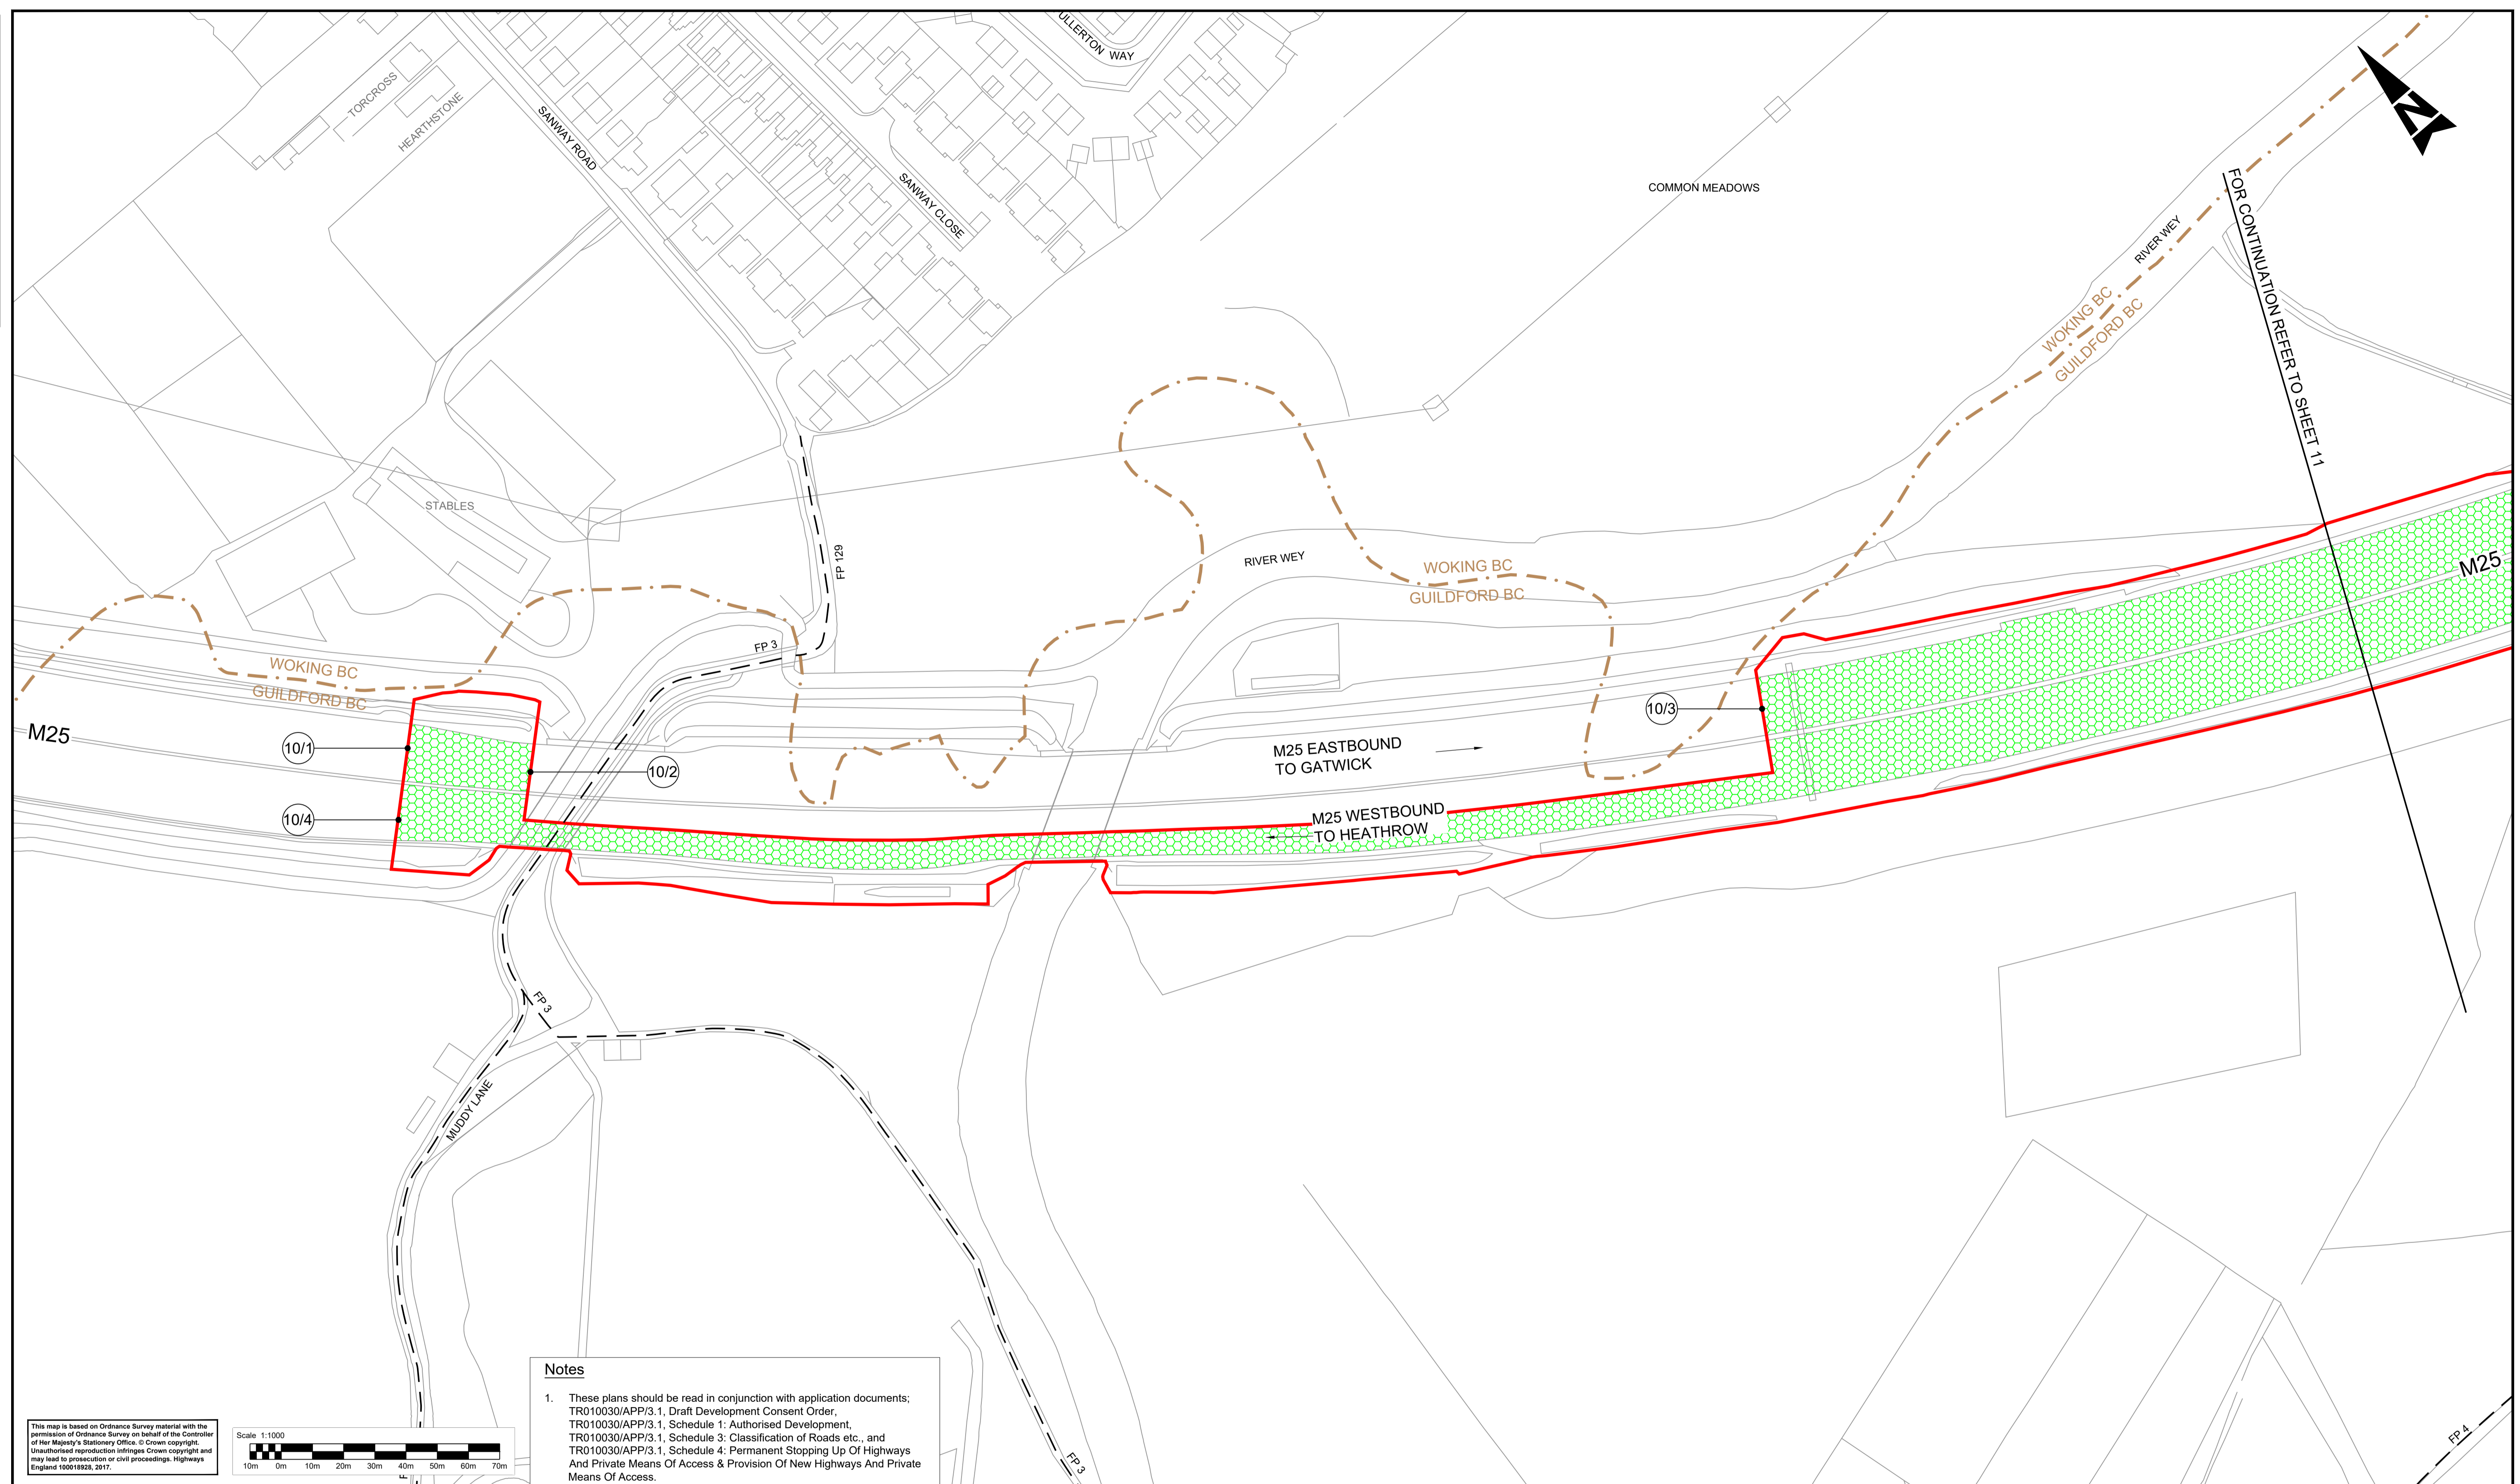 ULLERTON WAY
TORCROSS
HEARTHSTONE
SANWAY ROAD
SANWAY CLOSE
COMMON MEADOWS
N
RIVER WEY
WOKING BC
GUILDFORD BC
FOR CONTINUATION REFER TO SHEET 11
STABLES
FP 129
RIVER WEY
WOKING BC
GUILDFORD BC
M25
FP 3
WOKING BC
GUILDFORD BC
M25
10/1
10/2
10/3
10/4
M25 EASTBOUND
TO GATWICK
M25 WESTBOUND
TO HEATHROW
FP 3
MUDDY LANE
Notes
1. These plans should be read in conjunction with application documents;
TR010030/APP/3.1, Draft Development Consent Order,
TR010030/APP/3.1, Schedule 1: Authorised Development,
TR010030/APP/3.1, Schedule 3: Classification of Roads etc., and
TR010030/APP/3.1, Schedule 4: Permanent Stopping Up Of Highways
And Private Means Of Access & Provision Of New Highways And Private
Means Of Access.
FP 3
FP 4
This map is based on Ordnance Survey material with the
permission of Ordnance Survey on behalf of the Controller
of Her Majesty's Stationery Office. © Crown copyright.
Unauthorised reproduction infringes Crown copyright and
may lead to prosecution or civil proceedings. Highways
England 100018928, 2017.
Scale 1:1000
10m 0m 10m 20m 30m 40m 50m 60m 70m